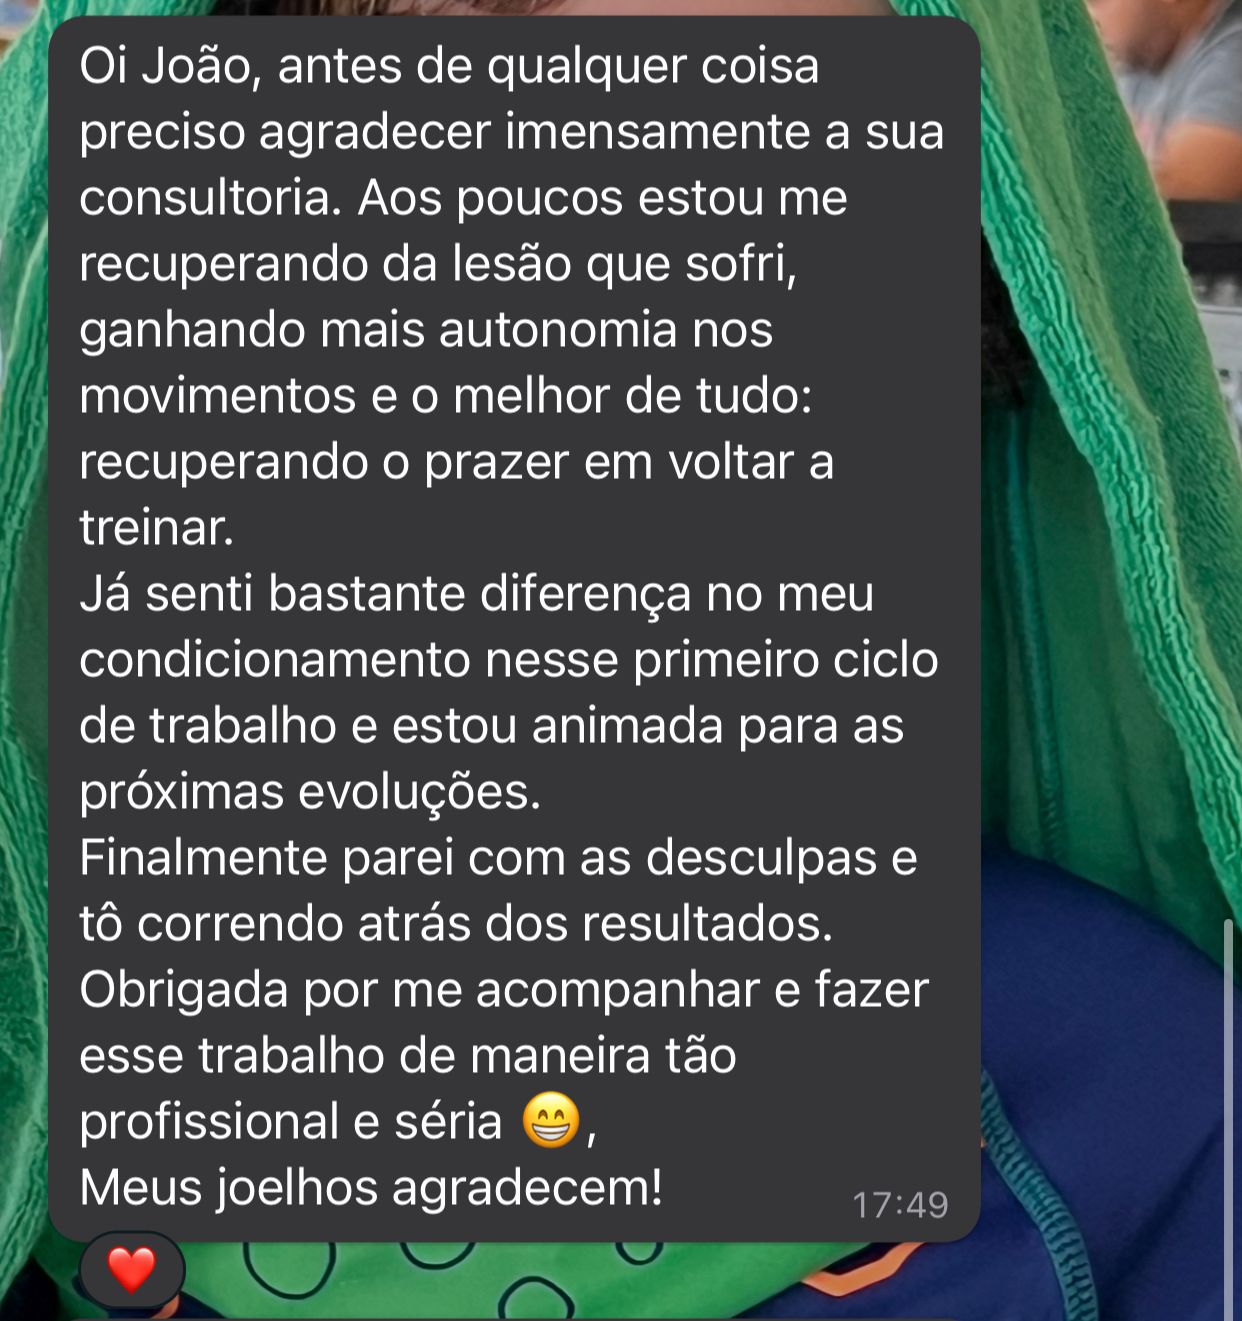 Oi João, antes de qualquer coisa
preciso agradecer imensamente a sua
consultoria. Aos poucos estou me
recuperando da lesão que sofri,
ganhando mais autonomia nos
movimentos e o melhor de tudo:
recuperando o prazer em voltar a
treinar.
Já senti bastante diferença no meu
condicionamento nesse primeiro ciclo
de trabalho e estou animada para as
próximas evoluções.
Finalmente parei com as desculpas e
tô correndo atrás dos resultados.
Obrigada por me acompanhar e fazer
esse trabalho de maneira tão
profissional e séria 😁,
Meus joelhos agradecem!
17:49
❤️